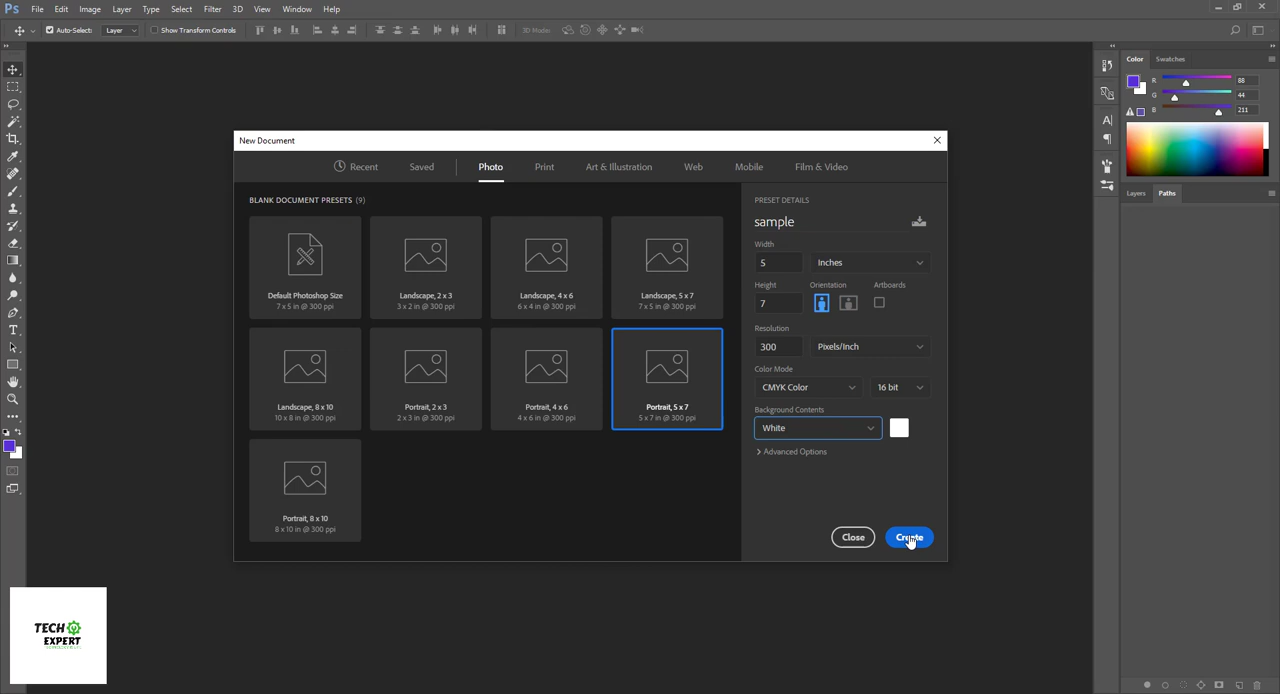 Ps File Edit Image Layer Type Select Filter 3D View Window Help
Auto-Select: Layer Show Transform Controls 3D Mode:
New Document
Recent Saved Photo Print Art & Illustration Web Mobile Film & Video
BLANK DOCUMENT PRESETS (9)
Default Photoshop Size
7 x 5 in @ 300 ppi
Landscape, 2 x 3
3 x 2 in @ 300 ppi
Landscape, 4 x 6
6 x 4 in @ 300 ppi
Landscape, 5 x 7
7 x 5 in @ 300 ppi
Landscape, 8 x 10
10 x 8 in @ 300 ppi
Portrait, 2 x 3
2 x 3 in @ 300 ppi
Portrait, 4 x 6
4 x 6 in @ 300 ppi
Portrait, 5 x 7
5 x 7 in @ 300 ppi
Portrait, 8 x 10
8 x 10 in @ 300 ppi
PRESET DETAILS
sample
Width
5 Inches
Height Orientation Artboards
7
Resolution
300 Pixels/Inch
Color Mode
CMYK Color 16 bit
Background Contents
White
Advanced Options
Close Create
Color Swatches
R 88
G 44
B 211
Layers Paths
TECH
EXPERT